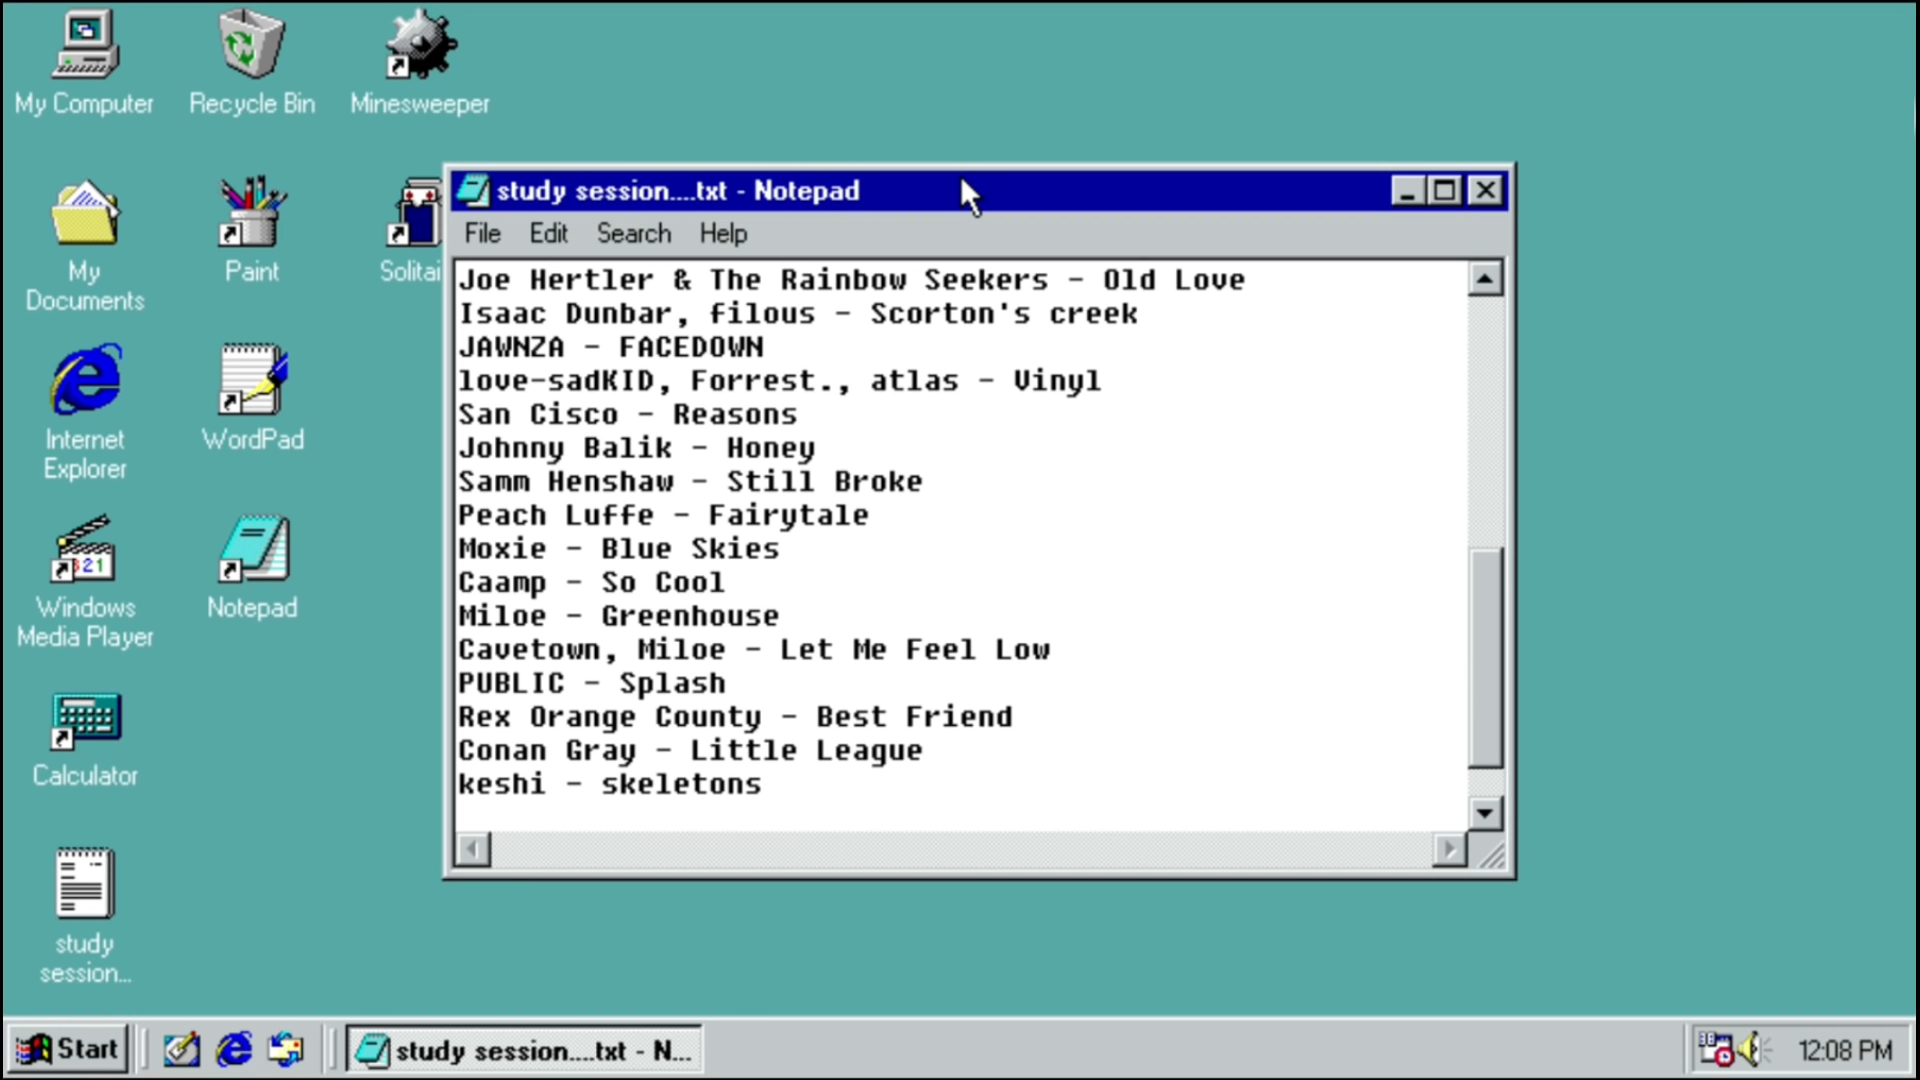 My Computer
Recycle Bin
Minesweeper
My
Documents
Paint
Solitai
Internet
Explorer
WordPad
Windows
Media Player
Notepad
Calculator
study
session...
study session....txt - Notepad
File Edit Search Help
Joe Hertler & The Rainbow Seekers - Old Love
Isaac Dunbar, filous - Scorton's creek
JAWNZA - FACEDOWN
love-sadKID, Forrest., atlas - Vinyl
San Cisco - Reasons
Johnny Balik - Honey
Samm Henshaw - Still Broke
Peach Luffe - Fairytale
Moxie - Blue Skies
Caamp - So Cool
Miloe - Greenhouse
Cavetown, Miloe - Let Me Feel Low
PUBLIC - Splash
Rex Orange County - Best Friend
Conan Gray - Little League
keshi - skeletons
Start
study session....txt - N...
12:08 PM